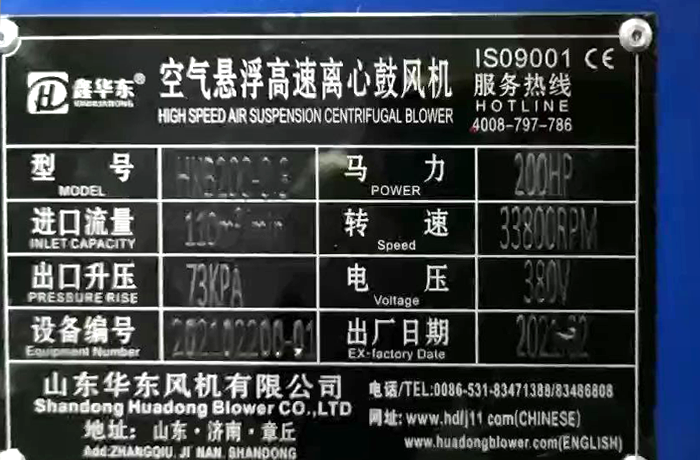 鑫华东®
空气悬浮高速离心鼓风机
HIGH SPEED AIR SUSPENSION CENTRIFUGAL BLOWER
ISO9001 CE
服务热线
HOTLINE
4008-797-786
型号
MODEL
马力
POWER
200HP
进口流量
INLET CAPACITY
转速
Speed
33800RPM
出口升压
PRESSURE RISE
73KPA
电压
Voltage
380V
设备编号
Equipment Number
202102200-01
出厂日期
EX-factory Date
山东华东风机有限公司
Shandong Huadong Blower CO.,LTD
地址：山东·济南·章丘
Add:ZHANGQIU, JI NAN, SHANDONG
电话/TEL:0086-531-83471388/83486808
网址: www.hdlj11 com(CHINESE)
www.huadongblower.com(ENGLISH)